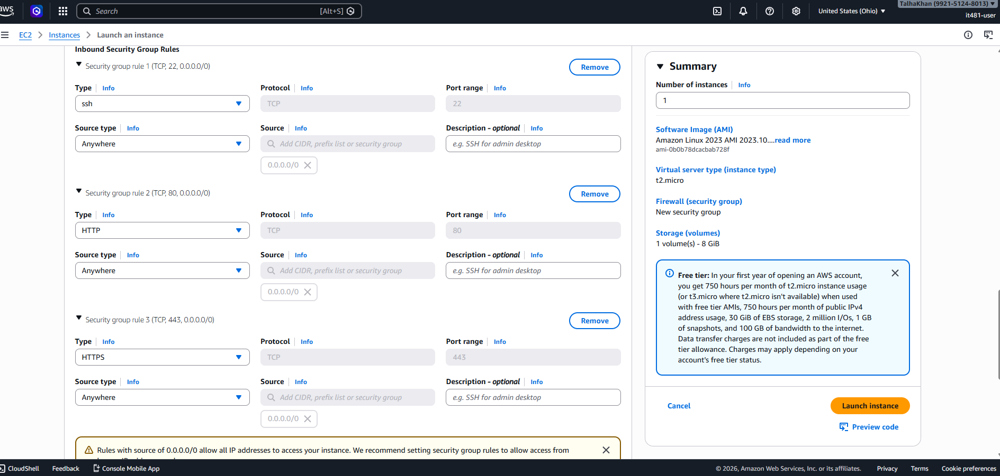 aws
Search [Alt+S]
United States (Ohio)
TalhaKhan (9921-5124-8013)
it481-user
EC2 Instances Launch an instance
Inbound Security Group Rules
Security group rule 1 (TCP, 22, 0.0.0.0/0)
Remove
Type Info Protocol Info Port range Info
ssh TCP 22
Source type Info Source Info Description - optional Info
Anywhere Add CIDR, prefix list or security group e.g. SSH for admin desktop
0.0.0.0/0
Security group rule 2 (TCP, 80, 0.0.0.0/0)
Remove
Type Info Protocol Info Port range Info
HTTP TCP 80
Source type Info Source Info Description - optional Info
Anywhere Add CIDR, prefix list or security group e.g. SSH for admin desktop
0.0.0.0/0
Security group rule 3 (TCP, 443, 0.0.0.0/0)
Remove
Type Info Protocol Info Port range Info
HTTPS TCP 443
Source type Info Source Info Description - optional Info
Anywhere Add CIDR, prefix list or security group e.g. SSH for admin desktop
0.0.0.0/0
Rules with source of 0.0.0.0/0 allow all IP addresses to access your instance. We recommend setting security group rules to allow access from
Summary
Number of instances Info
1
Software Image (AMI)
Amazon Linux 2023 AMI 2023.10....read more
ami-0b0b78dcacbab728f
Virtual server type (instance type)
t2.micro
Firewall (security group)
New security group
Storage (volumes)
1 volume(s) - 8 GiB
Free tier: In your first year of opening an AWS account,
you get 750 hours per month of t2.micro instance usage
(or t3.micro where t2.micro isn't available) when used
with free tier AMIs, 750 hours per month of public IPv4
address usage, 30 GiB of EBS storage, 2 million I/Os, 1 GB
of snapshots, and 100 GB of bandwidth to the internet.
Data transfer charges are not included as part of the free
tier allowance. Charges may apply depending on your
account's free tier status.
Cancel Launch instance
Preview code
CloudShell Feedback Console Mobile App © 2026, Amazon Web Services, Inc. or its affiliates. Privacy Terms Cookie preferences